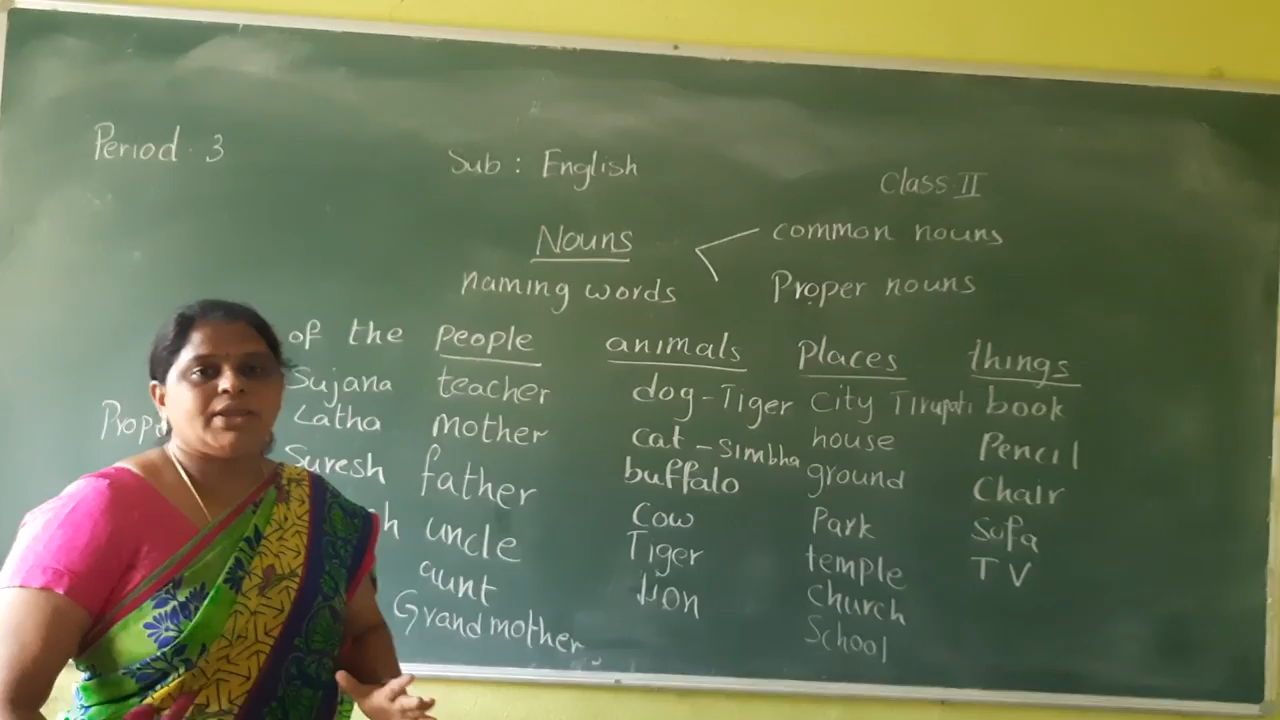 Period. 3
Sub : English
Class II
Nouns
common nouns
naming words
Proper nouns
of the people animals Places things
Sujana teacher dog - Tiger City Tirupati book
Latha mother cat - Simbha house Pencil
Suresh father buffalo ground Chair
uncle Cow Park Sofa
aunt Tiger temple TV
Grandmother lion Church
School